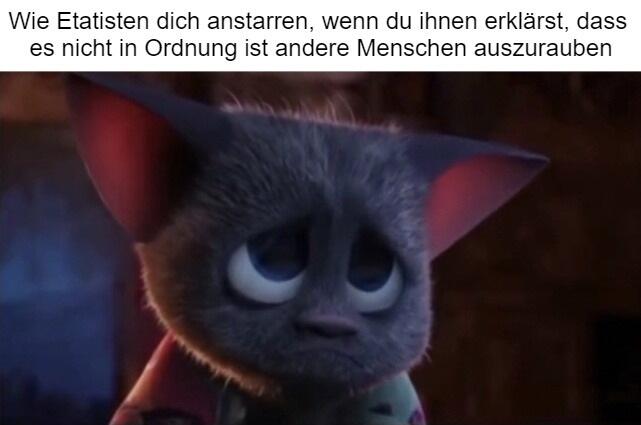 Wie Etatisten dich anstarren, wenn du ihnen erklärst, dass
es nicht in Ordnung ist andere Menschen auszurauben